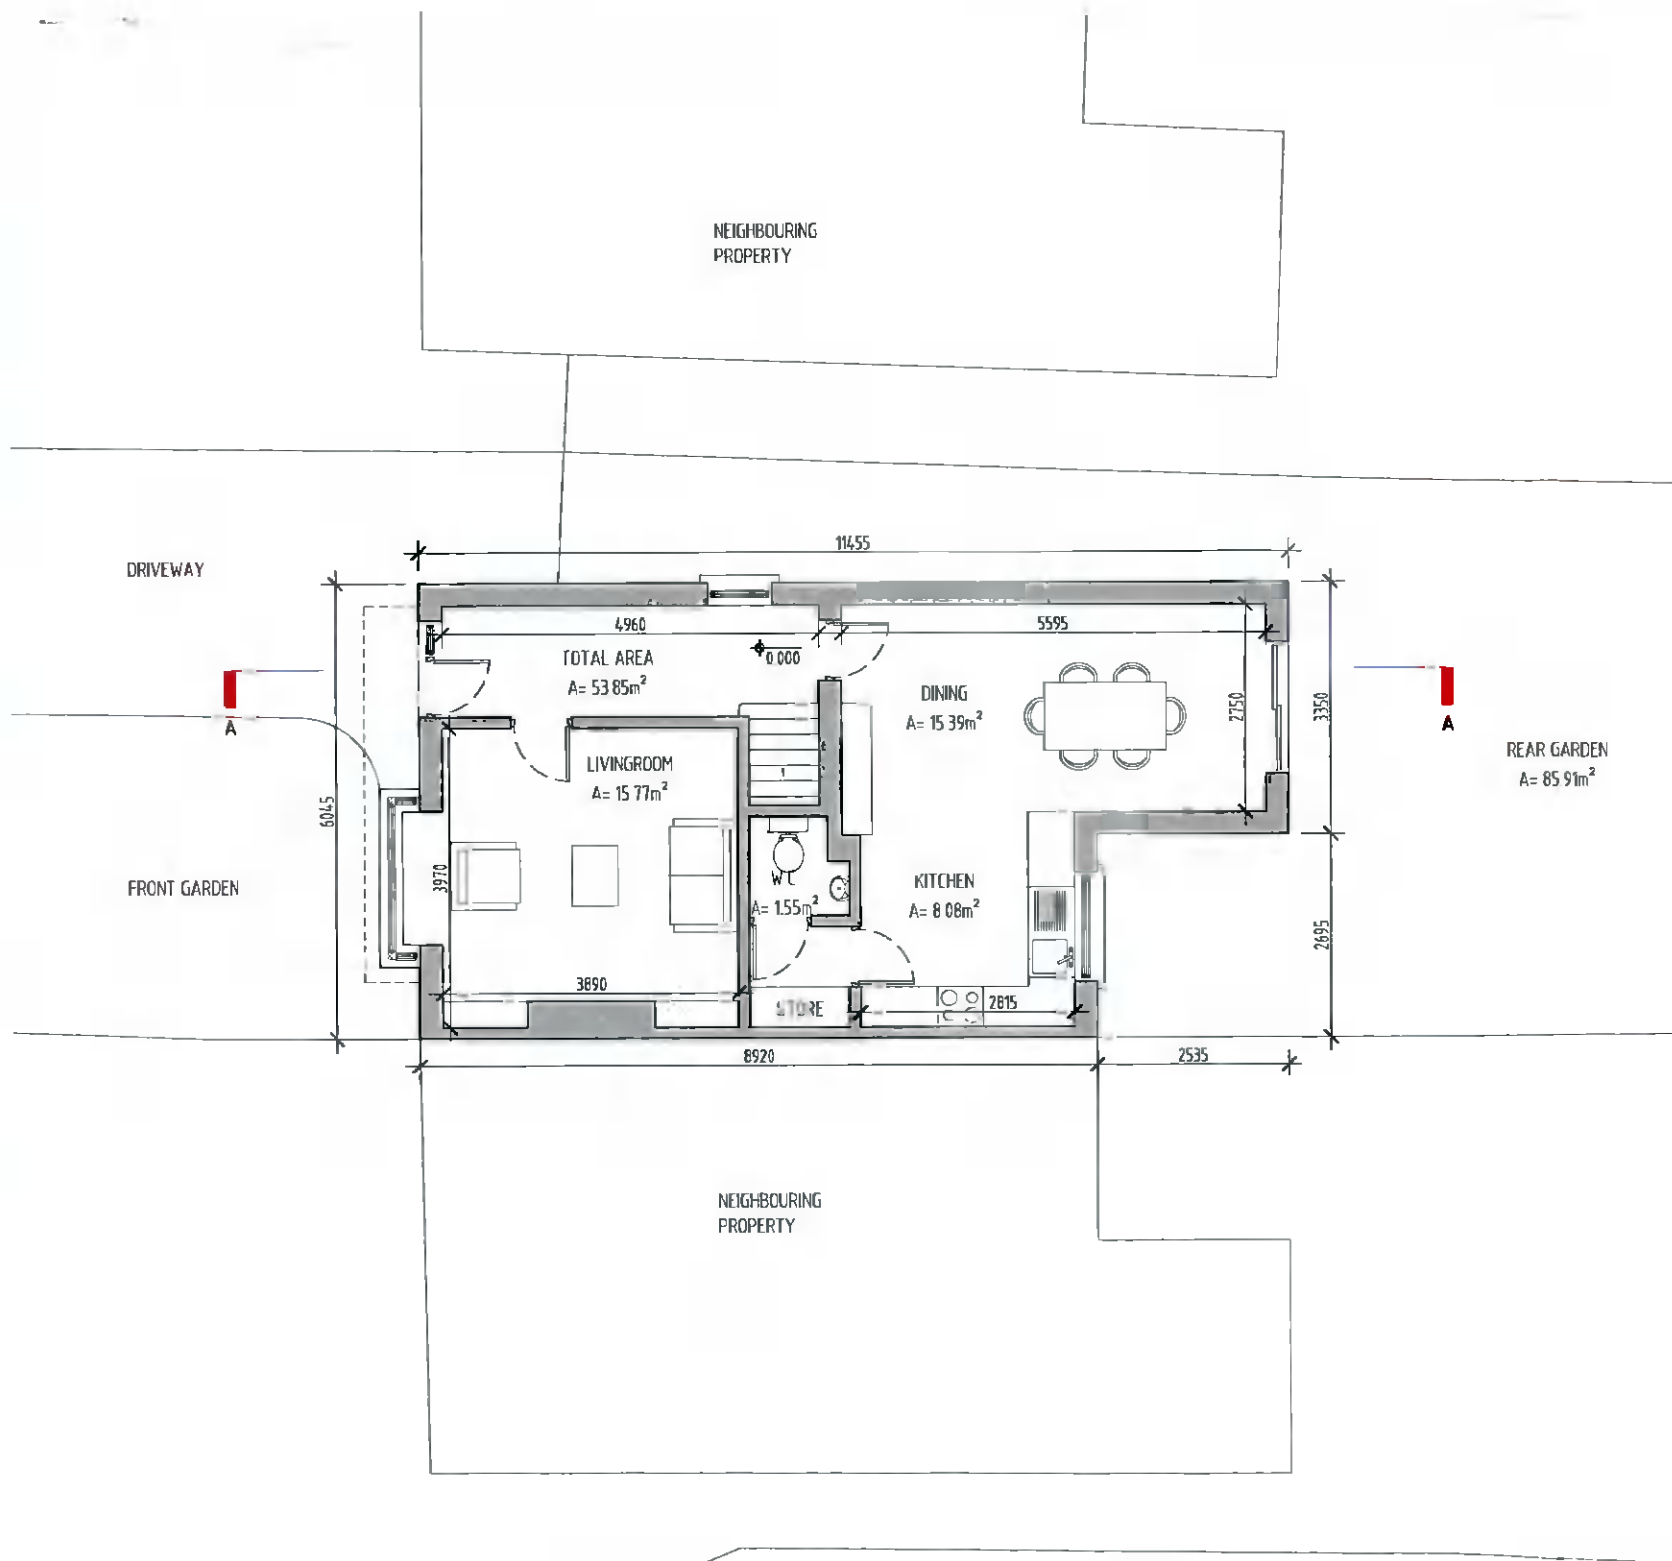 NEIGHBOURING
PROPERTY
11455
DRIVEWAY
4960
5595
0.000
TOTAL AREA
A= 53.85m²
DINING
A= 15.39m²
2750
3350
A
A
REAR GARDEN
A= 85.91m²
LIVINGROOM
A= 15.77m²
6045
3970
FRONT GARDEN
WC
A= 1.55m²
KITCHEN
A= 8.08m²
2695
3890
STORE
2815
8920
2535
NEIGHBOURING
PROPERTY